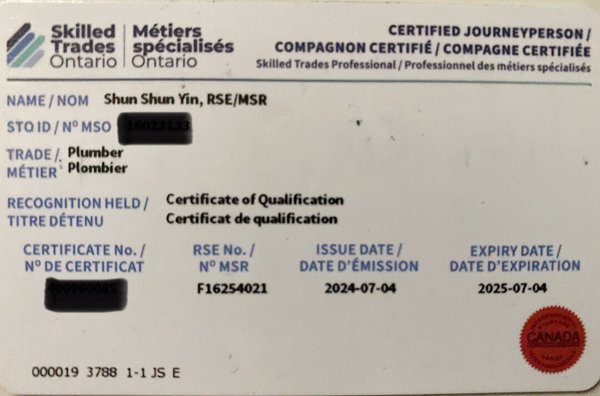 Skilled Trades Ontario
Métiers spécialisés Ontario
CERTIFIED JOURNEYPERSON /
COMPAGNON CERTIFIÉ / COMPAGNE CERTIFIÉE
Skilled Trades Professional / Professionnel des métiers spécialisés
NAME / NOM Shun Shun Yin, RSE/MSR
STO ID / Nº MSO
TRADE / Plumber
MÉTIER Plombier
RECOGNITION HELD / Certificate of Qualification
TITRE DÉTENU Certificat de qualification
CERTIFICATE No. / RSE No. / ISSUE DATE / EXPIRY DATE /
Nº DE CERTIFICAT Nº MSR DATE D'ÉMISSION DATE D'EXPIRATION
F16254021 2024-07-04 2025-07-04
CANADA
000019 3788 1-1 JS E